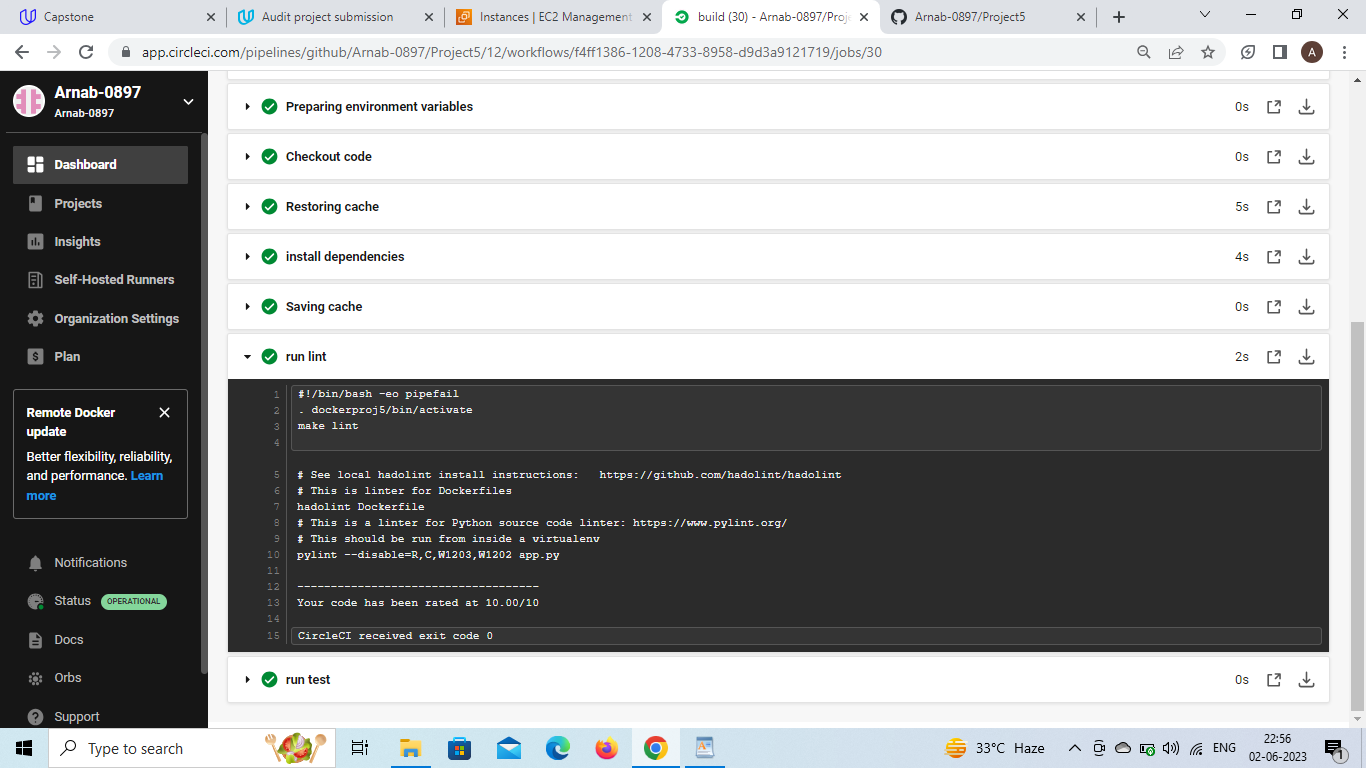 Capstone
Audit project submission
Instances | EC2 Management
build (30) - Arnab-0897/Proje
Arnab-0897/Project5
app.circleci.com/pipelines/github/Arnab-0897/Project5/12/workflows/f4ff1386-1208-4733-8958-d9d3a9121719/jobs/30
A
Arnab-0897
Arnab-0897
Dashboard
Projects
Insights
Self-Hosted Runners
Organization Settings
Plan
Remote Docker
update
Better flexibility, reliability,
and performance. Learn
more
Notifications
Status OPERATIONAL
Docs
Orbs
Support
Preparing environment variables 0s
Checkout code 0s
Restoring cache 5s
install dependencies 4s
Saving cache 0s
run lint 2s
1 #!/bin/bash -eo pipefail
2 . dockerproj5/bin/activate
3 make lint
4
5 # See local hadolint install instructions:   https://github.com/hadolint/hadolint
6 # This is linter for Dockerfiles
7 hadolint Dockerfile
8 # This is a linter for Python source code linter: https://www.pylint.org/
9 # This should be run from inside a virtualenv
10 pylint --disable=R,C,W1203,W1202 app.py
11
12 ------------------------------------
13 Your code has been rated at 10.00/10
14
15 CircleCI received exit code 0
run test 0s
Type to search
33°C Haze
ENG
22:56
02-06-2023
1